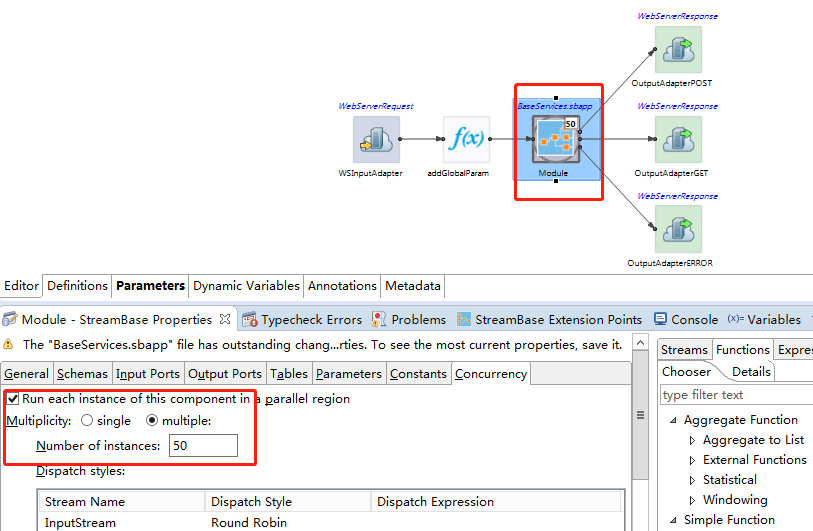 WebServerResponse
OutputAdapterPOST
WebServerRequest
BaseServices.sbapp
WebServerResponse
50
f(x)
WSInputAdapter
addGlobalParam
Module
OutputAdapterGET
WebServerResponse
OutputAdapterERROR
Editor Definitions Parameters Dynamic Variables Annotations Metadata
Module - StreamBase Properties Typecheck Errors Problems StreamBase Extension Points Console (x)= Variables
The "BaseServices.sbapp" file has outstanding chang...rties. To see the most current properties, save it.
General Schemas Input Ports Output Ports Tables Parameters Constants Concurrency
Run each instance of this component in a parallel region
Multiplicity: single multiple:
Number of instances: 50
Dispatch styles:
Stream Name Dispatch Style Dispatch Expression
InputStream Round Robin
Streams Functions Expre
Chooser Details
type filter text
Aggregate Function
Aggregate to List
External Functions
Statistical
Windowing
Simple Function